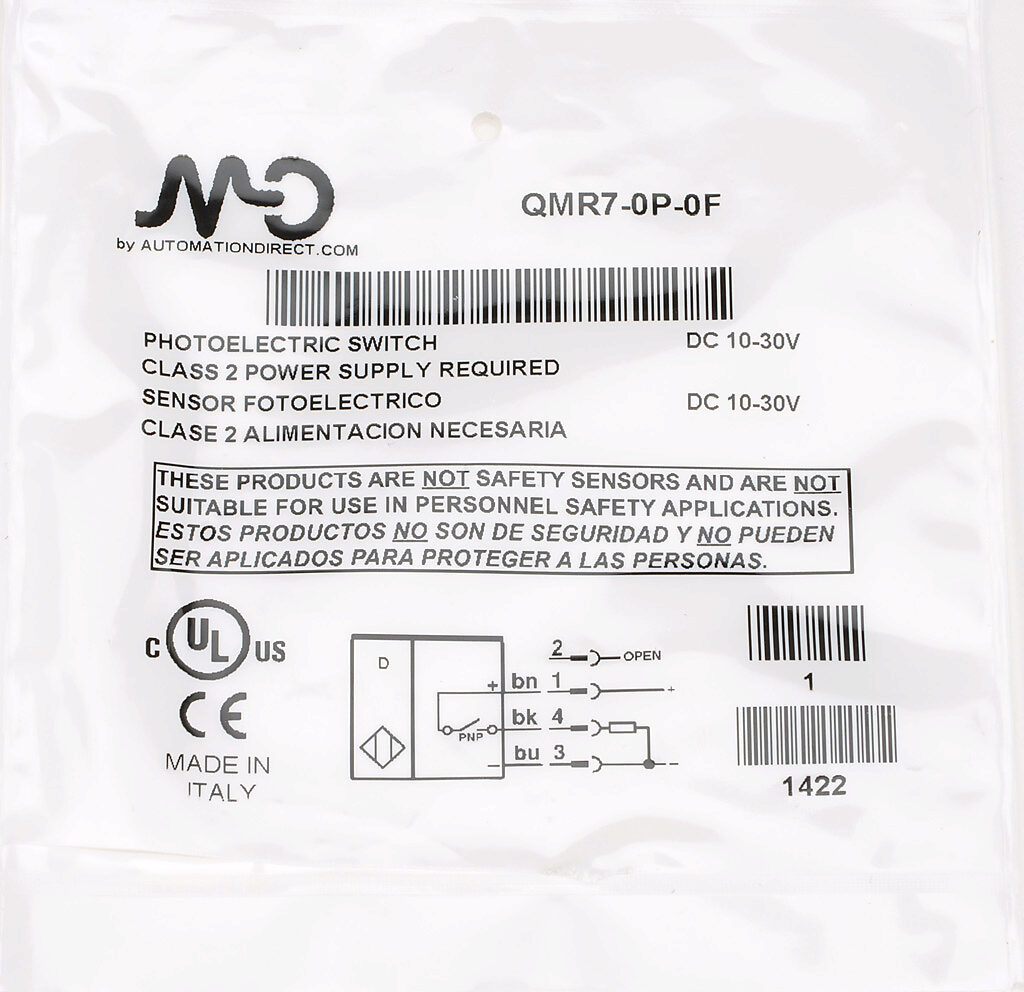 MD
by AUTOMATIONDIRECT.COM
QMR7-0P-0F
PHOTOELECTRIC SWITCH DC 10-30V
CLASS 2 POWER SUPPLY REQUIRED
SENSOR FOTOELECTRICO DC 10-30V
CLASE 2 ALIMENTACION NECESARIA
THESE PRODUCTS ARE NOT SAFETY SENSORS AND ARE NOT
SUITABLE FOR USE IN PERSONNEL SAFETY APPLICATIONS.
ESTOS PRODUCTOS NO SON DE SEGURIDAD Y NO PUEDEN
SER APLICADOS PARA PROTEGER A LAS PERSONAS.
C UL US
CE
MADE IN
ITALY
D
2 OPEN
+ bn 1 +
bk 4
PNP
- bu 3 -
1
1422